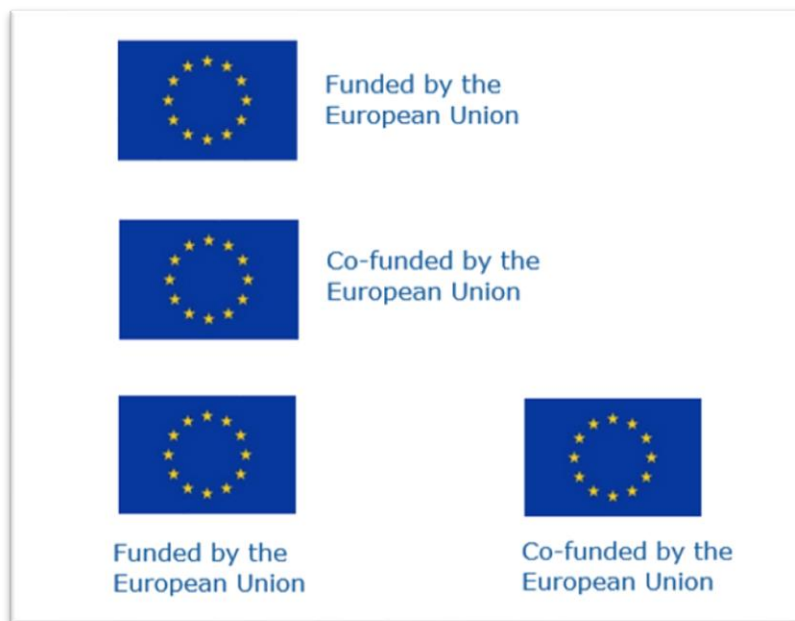 Funded by the
European Union
Co-funded by the
European Union
Funded by the
European Union
Co-funded by the
European Union